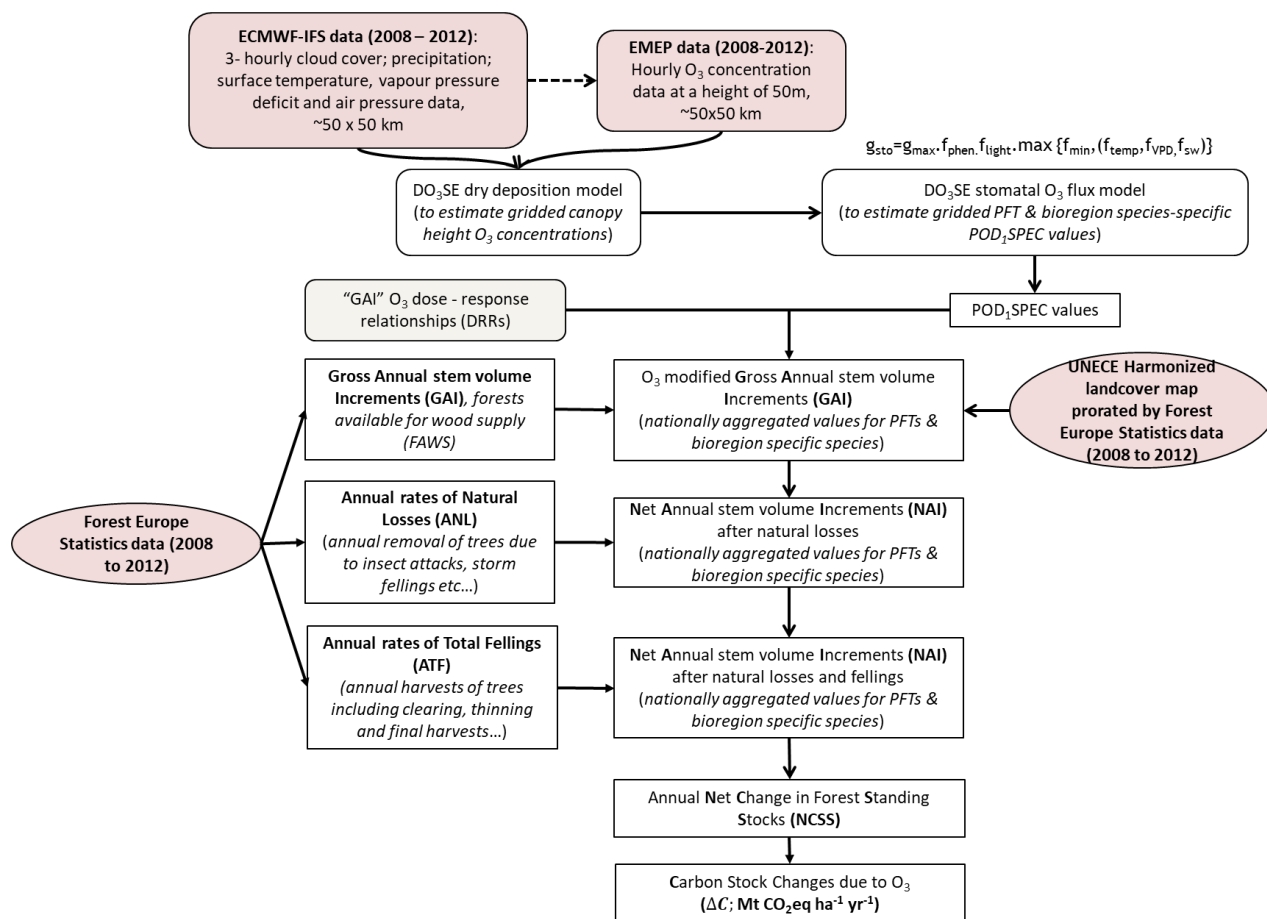 ECMWF-IFS data (2008 – 2012):
3- hourly cloud cover; precipitation;
surface temperature, vapour pressure
deficit and air pressure data,
~50 x 50 km
EMEP data (2008-2012):
Hourly O₃ concentration
data at a height of 50m,
~50x50 km
g_sto=g_max.f_phen.f_light.max {f_min,(f_temp,f_VPD,f_sw)}
DO₃SE dry deposition model
(to estimate gridded canopy
height O₃ concentrations)
DO₃SE stomatal O₃ flux model
(to estimate gridded PFT & bioregion species-specific
POD₁SPEC values)
“GAI” O₃ dose - response
relationships (DRRs)
POD₁SPEC values
Gross Annual stem volume
Increments (GAI), forests
available for wood supply
(FAWS)
O₃ modified Gross Annual stem volume
Increments (GAI)
(nationally aggregated values for PFTs &
bioregion specific species)
UNECE Harmonized
landcover map
prorated by Forest
Europe Statistics data
(2008 to 2012)
Forest Europe
Statistics data (2008
to 2012)
Annual rates of Natural
Losses (ANL)
(annual removal of trees due
to insect attacks, storm
fellings etc…)
Net Annual stem volume Increments (NAI)
after natural losses
(nationally aggregated values for PFTs &
bioregion specific species)
Annual rates of Total Fellings
(ATF)
(annual harvests of trees
including clearing, thinning
and final harvests…)
Net Annual stem volume Increments (NAI)
after natural losses and fellings
(nationally aggregated values for PFTs &
bioregion specific species)
Annual Net Change in Forest Standing
Stocks (NCSS)
Carbon Stock Changes due to O₃
(ΔC; Mt CO₂eq ha⁻¹ yr⁻¹)